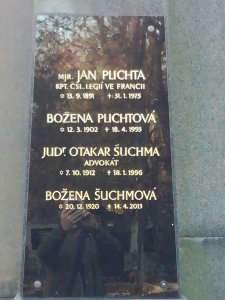 MJR. JAN PLICHTA
KPT. ČSL. LEGIÍ VE FRANCII
✡ 13. 9. 1891 + 31. 1. 1975
BOŽENA PLICHTOVÁ
✡ 12. 3. 1902 + 18. 4. 1993
JUDr. OTAKAR ŠUCHMA
ADVOKÁT
✡ 7. 10. 1912 + 18. 1. 1996
BOŽENA ŠUCHMOVÁ
✡ 20. 12. 1920 + 14. 4. 2013